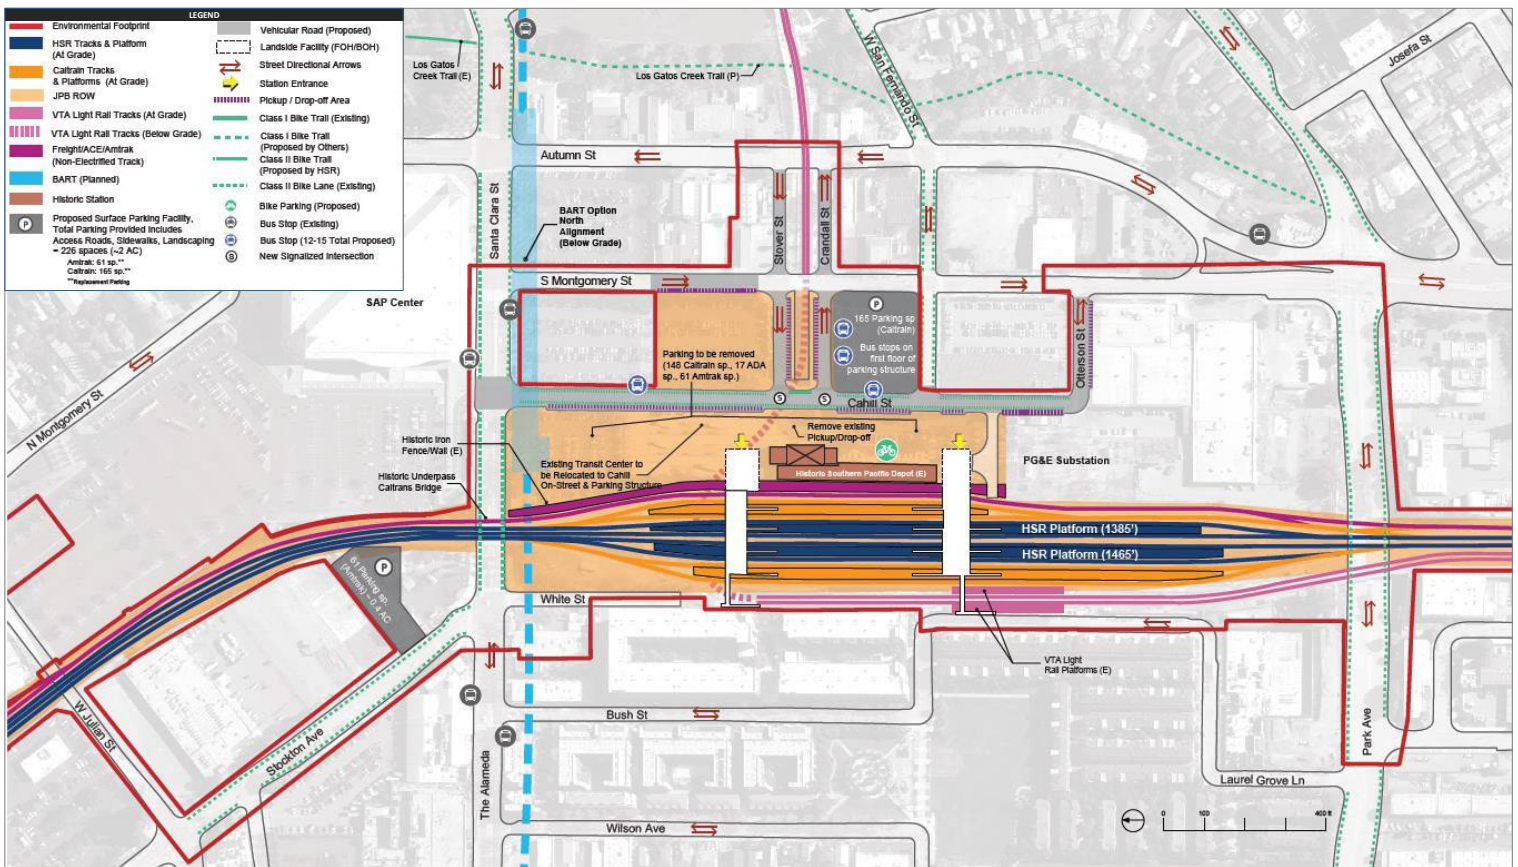 LEGEND
Environmental Footprint
HSR Tracks & Platform
(At Grade)
Caltrain Tracks
& Platforms (At Grade)
JPB ROW
VTA Light Rail Tracks (At Grade)
VTA Light Rail Tracks (Below Grade)
Freight/ACE/Amtrak
(Non-Electrified Track)
BART (Planned)
Historic Station
P
Proposed Surface Parking Facility,
Total Parking Provided Includes
Access Roads, Sidewalks, Landscaping
= 226 spaces (~2 AC)
Amtrak: 61 sp.**
Caltrain: 165 sp.**
**Replacement Parking
Vehicular Road (Proposed)
Landside Facility (FOH/BOH)
Street Directional Arrows
Station Entrance
Pickup / Drop-off Area
Class I Bike Trail (Existing)
Class I Bike Trail
(Proposed by Others)
Class II Bike Trail
(Proposed by HSR)
Class II Bike Lane (Existing)
Bike Parking (Proposed)
Bus Stop (Existing)
Bus Stop (12-15 Total Proposed)
S
New Signalized Intersection
Los Gatos
Creek Trail (E)
Los Gatos Creek Trail (P)
W San Fernando St
Josefa St
Autumn St
Santa Clara St
BART Option
North
Alignment
(Below Grade)
Stover St
Crandall St
S Montgomery St
SAP Center
P
165 Parking sp
(Caltrain)
Bus stops on
first floor of
parking structure
Otterson St
Parking to be removed
(148 Caltrain sp., 17 ADA
sp., 61 Amtrak sp.)
N Montgomery St
S
S
Cahill St
Remove existing
Pickup/Drop-off
Historic Iron
Fence/Wall (E)
Existing Transit Center to
be Relocated to Cahill
On-Street & Parking Structure
Historic Southern Pacific Depot (E)
PG&E Substation
Historic Underpass
Caltrans Bridge
HSR Platform (1385')
HSR Platform (1465')
P
61 Parking sp.
(Amtrak) ~0.4 AC
White St
VTA Light
Rail Platforms (E)
W Julian St
Stockton Ave
Bush St
The Alameda
Park Ave
Laurel Grove Ln
Wilson Ave
0
100
400 ft